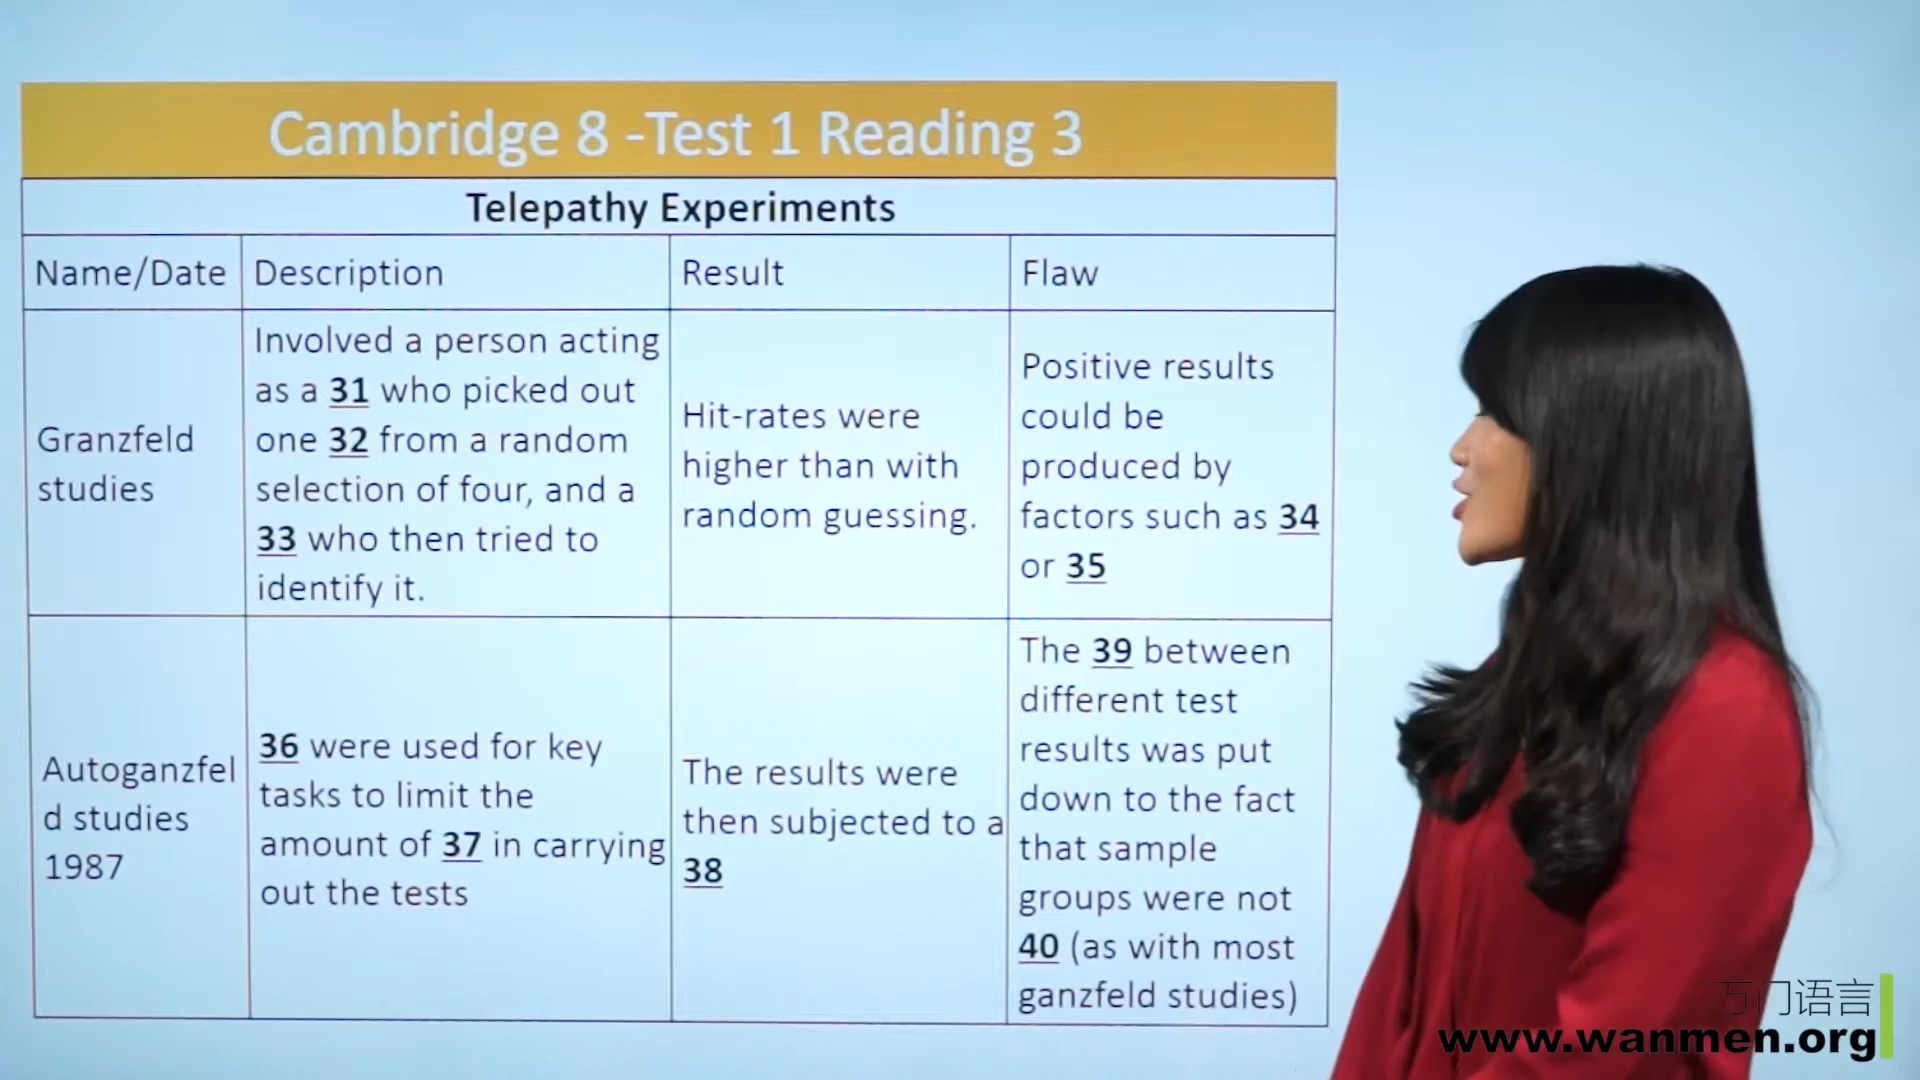 Cambridge 8 -Test 1 Reading 3
Telepathy Experiments
Name/Date
Description
Result
Flaw
Granzfeld
studies
Involved a person acting
as a 31 who picked out
one 32 from a random
selection of four, and a
33 who then tried to
identify it.
Hit-rates were
higher than with
random guessing.
Positive results
could be
produced by
factors such as 34
or 35
Autoganzfel
d studies
1987
36 were used for key
tasks to limit the
amount of 37 in carrying
out the tests
The results were
then subjected to a
38
The 39 between
different test
results was put
down to the fact
that sample
groups were not
40 (as with most
ganzfeld studies)
万门语言
www.wanmen.org